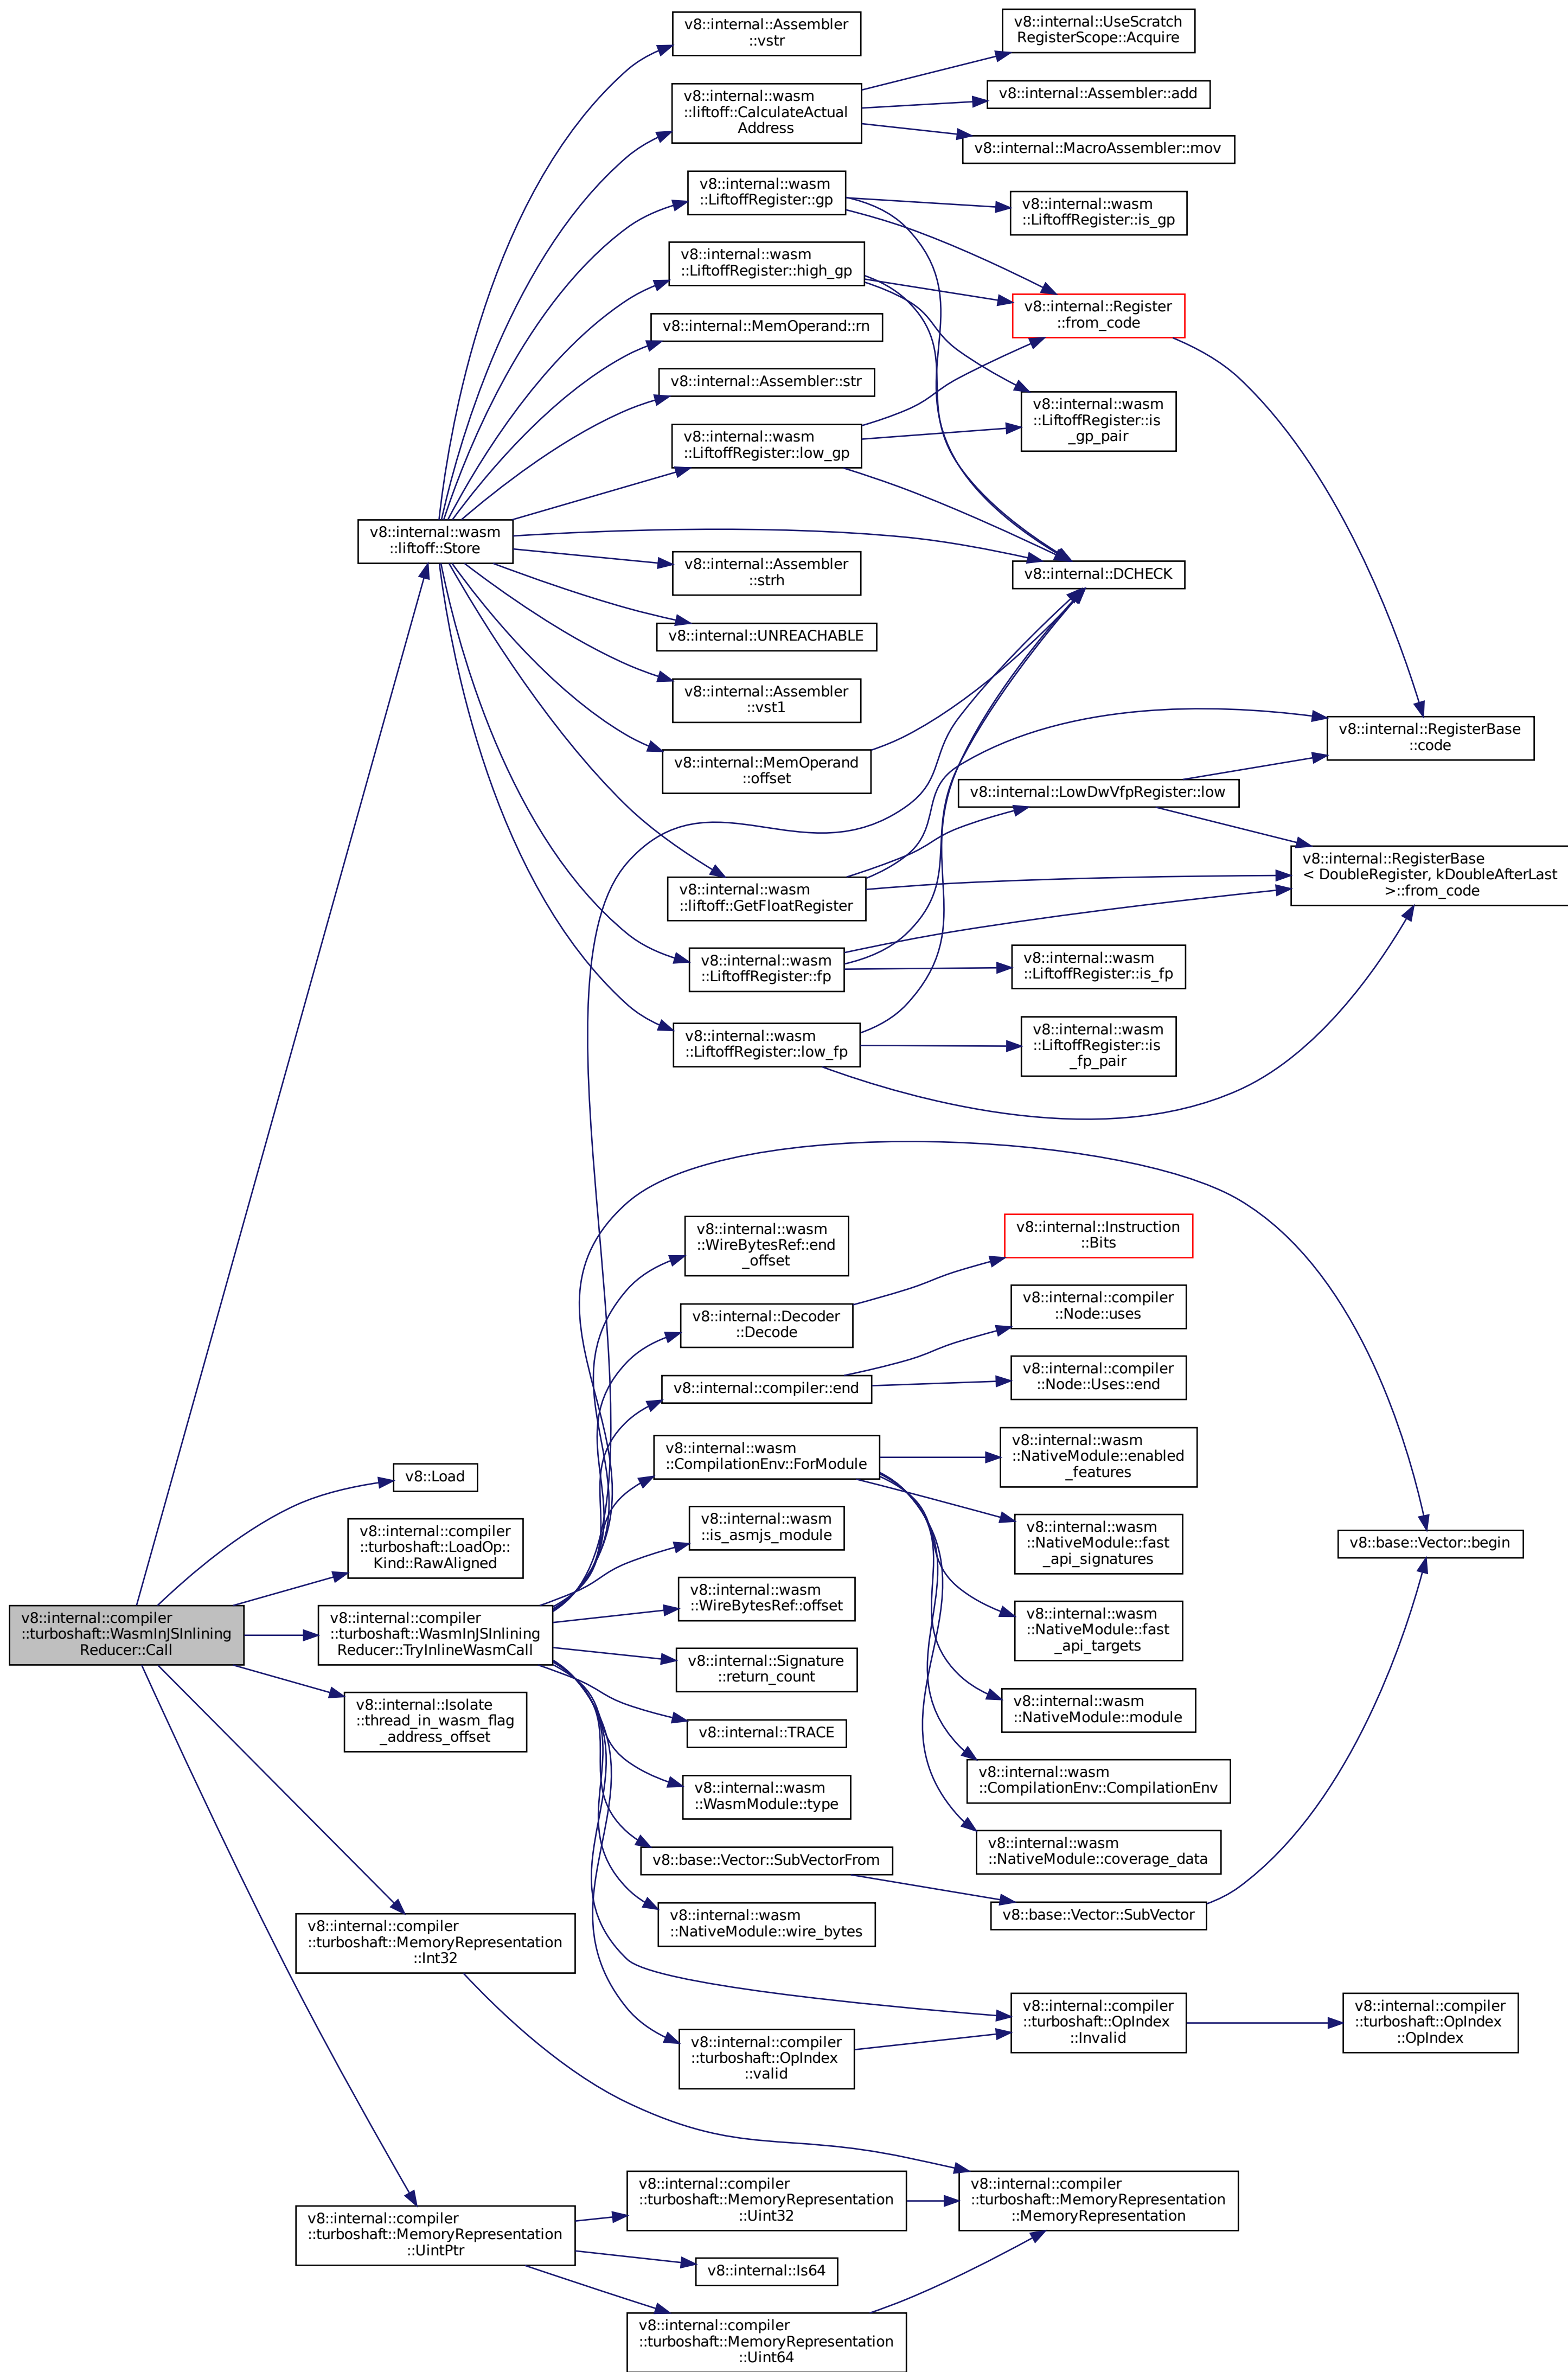 v8::internal::Assembler
::vstr
v8::internal::UseScratch
RegisterScope::Acquire
v8::internal::wasm
::liftoff::CalculateActual
Address
v8::internal::Assembler::add
v8::internal::MacroAssembler::mov
v8::internal::wasm
::LiftoffRegister::gp
v8::internal::wasm
::LiftoffRegister::is_gp
v8::internal::wasm
::LiftoffRegister::high_gp
v8::internal::Register
::from_code
v8::internal::MemOperand::rn
v8::internal::Assembler::str
v8::internal::wasm
::LiftoffRegister::is
_gp_pair
v8::internal::wasm
::LiftoffRegister::low_gp
v8::internal::wasm
::liftoff::Store
v8::internal::Assembler
::strh
v8::internal::DCHECK
v8::internal::UNREACHABLE
v8::internal::Assembler
::vst1
v8::internal::RegisterBase
::code
v8::internal::MemOperand
::offset
v8::internal::LowDwVfpRegister::low
v8::internal::RegisterBase
< DoubleRegister, kDoubleAfterLast
>::from_code
v8::internal::wasm
::liftoff::GetFloatRegister
v8::internal::wasm
::LiftoffRegister::fp
v8::internal::wasm
::LiftoffRegister::is_fp
v8::internal::wasm
::LiftoffRegister::low_fp
v8::internal::wasm
::LiftoffRegister::is
_fp_pair
v8::internal::wasm
::WireBytesRef::end
_offset
v8::internal::Instruction
::Bits
v8::internal::Decoder
::Decode
v8::internal::compiler
::Node::uses
v8::internal::compiler::end
v8::internal::compiler
::Node::Uses::end
v8::internal::wasm
::CompilationEnv::ForModule
v8::internal::wasm
::NativeModule::enabled
_features
v8::Load
v8::internal::compiler
::turboshaft::LoadOp::
Kind::RawAligned
v8::internal::wasm
::is_asmjs_module
v8::internal::wasm
::NativeModule::fast
_api_signatures
v8::base::Vector::begin
v8::internal::wasm
::WireBytesRef::offset
v8::internal::compiler
::turboshaft::WasmInJSInlining
Reducer::Call
v8::internal::compiler
::turboshaft::WasmInJSInlining
Reducer::TryInlineWasmCall
v8::internal::wasm
::NativeModule::fast
_api_targets
v8::internal::Signature
::return_count
v8::internal::Isolate
::thread_in_wasm_flag
_address_offset
v8::internal::TRACE
v8::internal::wasm
::NativeModule::module
v8::internal::wasm
::WasmModule::type
v8::internal::wasm
::CompilationEnv::CompilationEnv
v8::base::Vector::SubVectorFrom
v8::internal::wasm
::NativeModule::coverage_data
v8::internal::wasm
::NativeModule::wire_bytes
v8::base::Vector::SubVector
v8::internal::compiler
::turboshaft::MemoryRepresentation
::Int32
v8::internal::compiler
::turboshaft::OpIndex
::valid
v8::internal::compiler
::turboshaft::OpIndex
::Invalid
v8::internal::compiler
::turboshaft::OpIndex
::OpIndex
v8::internal::compiler
::turboshaft::MemoryRepresentation
::UintPtr
v8::internal::compiler
::turboshaft::MemoryRepresentation
::Uint32
v8::internal::compiler
::turboshaft::MemoryRepresentation
::MemoryRepresentation
v8::internal::Is64
v8::internal::compiler
::turboshaft::MemoryRepresentation
::Uint64